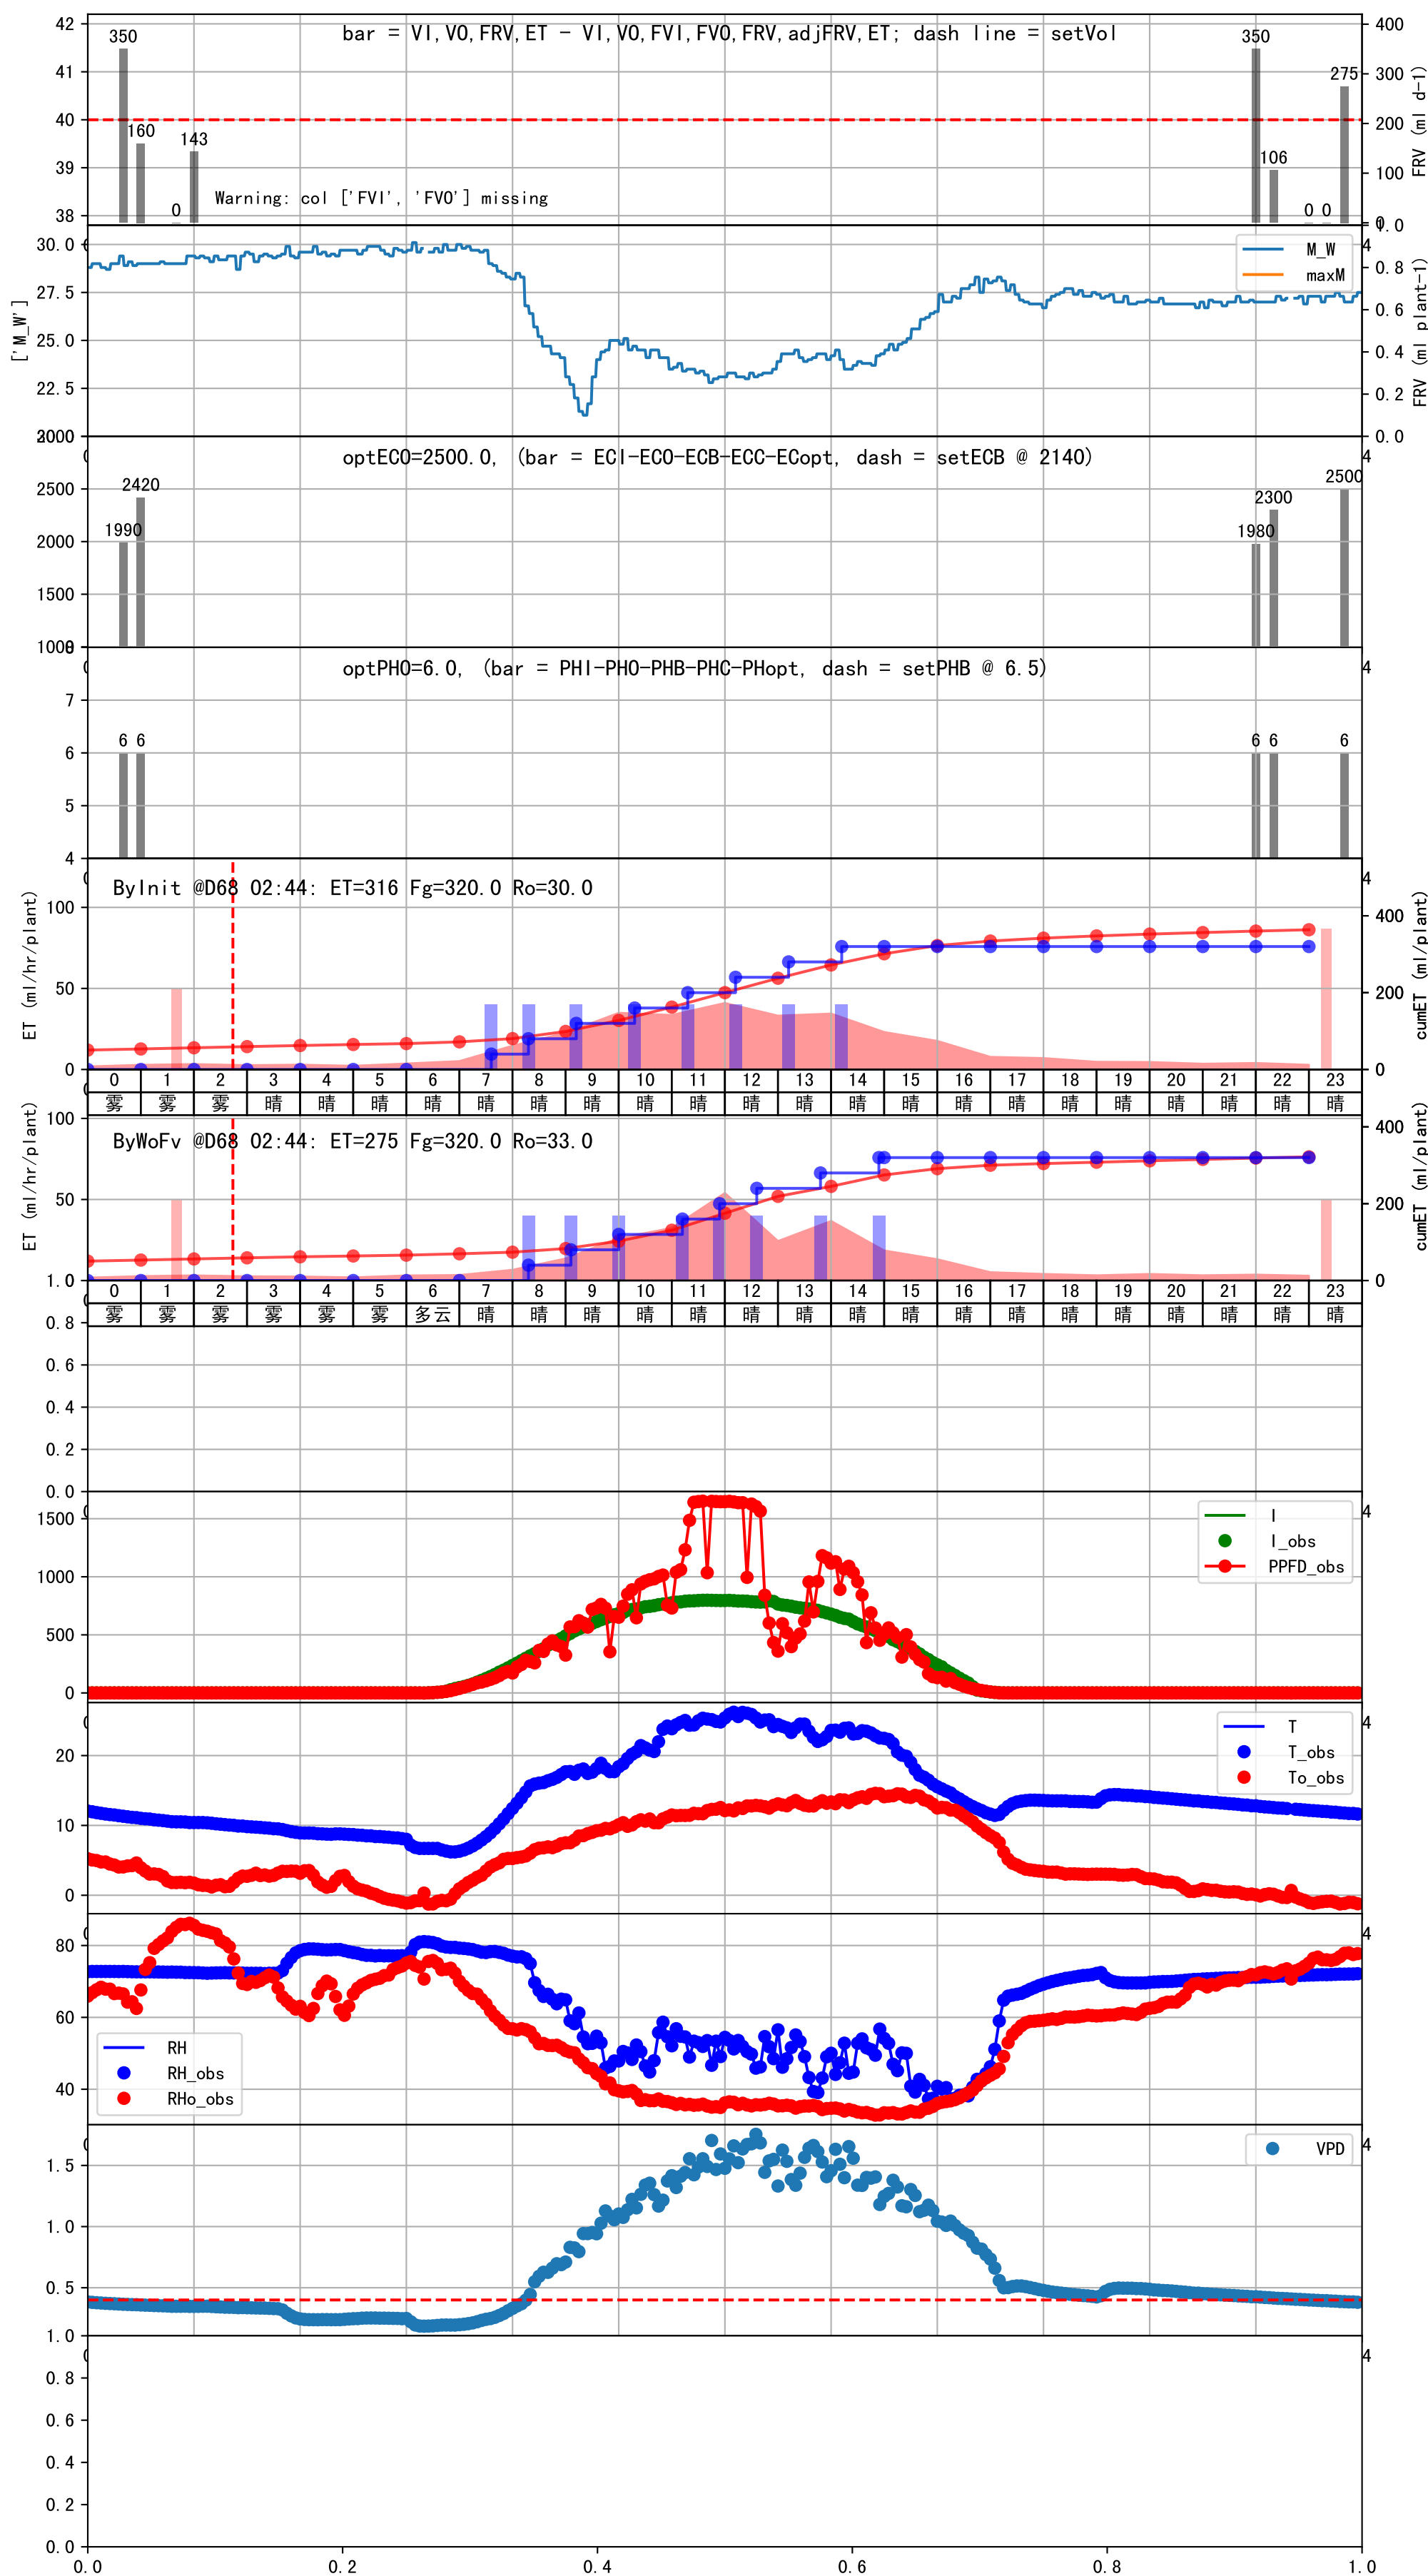 bar = VI,VO,FRV,ET - VI,VO,FVI,FVO,FRV,adjFRV,ET; dash line = setVol
42 41 40 39 38
350 160 0 143 350 106 0 0 275
Warning: col ['FVI', 'FVO'] missing
400 300 200 100 0
FRV (ml d-1)
['M_W']
30.0 27.5 25.0 22.5
M_W
maxM
1.0 0.8 0.6 0.4 0.2 0.0
FRV (ml plant-1)
optECO=2500.0, (bar = ECI-ECO-ECB-ECC-ECopt, dash = setECB @ 2140)
3000 2500 2000 1500 1000
1990 2420 1980 2300 2500
optPHO=6.0, (bar = PHI-PHO-PHB-PHC-PHopt, dash = setPHB @ 6.5)
7 6 5 4
6 6 6 6 6
ByInit @D68 02:44: ET=316 Fg=320.0 Ro=30.0
ET (ml/hr/plant)
100 50 0
400 200 0
cumET (ml/plant)
0 1 2 3 4 5 6 7 8 9 10 11 12 13 14 15 16 17 18 19 20 21 22 23
雾 雾 雾 晴 晴 晴 晴 晴 晴 晴 晴 晴 晴 晴 晴 晴 晴 晴 晴 晴 晴 晴 晴 晴
ByWoFv @D68 02:44: ET=275 Fg=320.0 Ro=33.0
ET (ml/hr/plant)
100 50
400 200 0
cumET (ml/plant)
0 1 2 3 4 5 6 7 8 9 10 11 12 13 14 15 16 17 18 19 20 21 22 23
雾 雾 雾 雾 雾 雾 多云 晴 晴 晴 晴 晴 晴 晴 晴 晴 晴 晴 晴 晴 晴 晴 晴 晴
1.0 0.8 0.6 0.4 0.2 0.0
1500 1000 500 0
I
I_obs
PPFD_obs
20 10 0
T
T_obs
To_obs
80 60 40
RH
RH_obs
RHo_obs
1.5 1.0 0.5
VPD
1.0 0.8 0.6 0.4 0.2 0.0
0.0 0.2 0.4 0.6 0.8 1.0